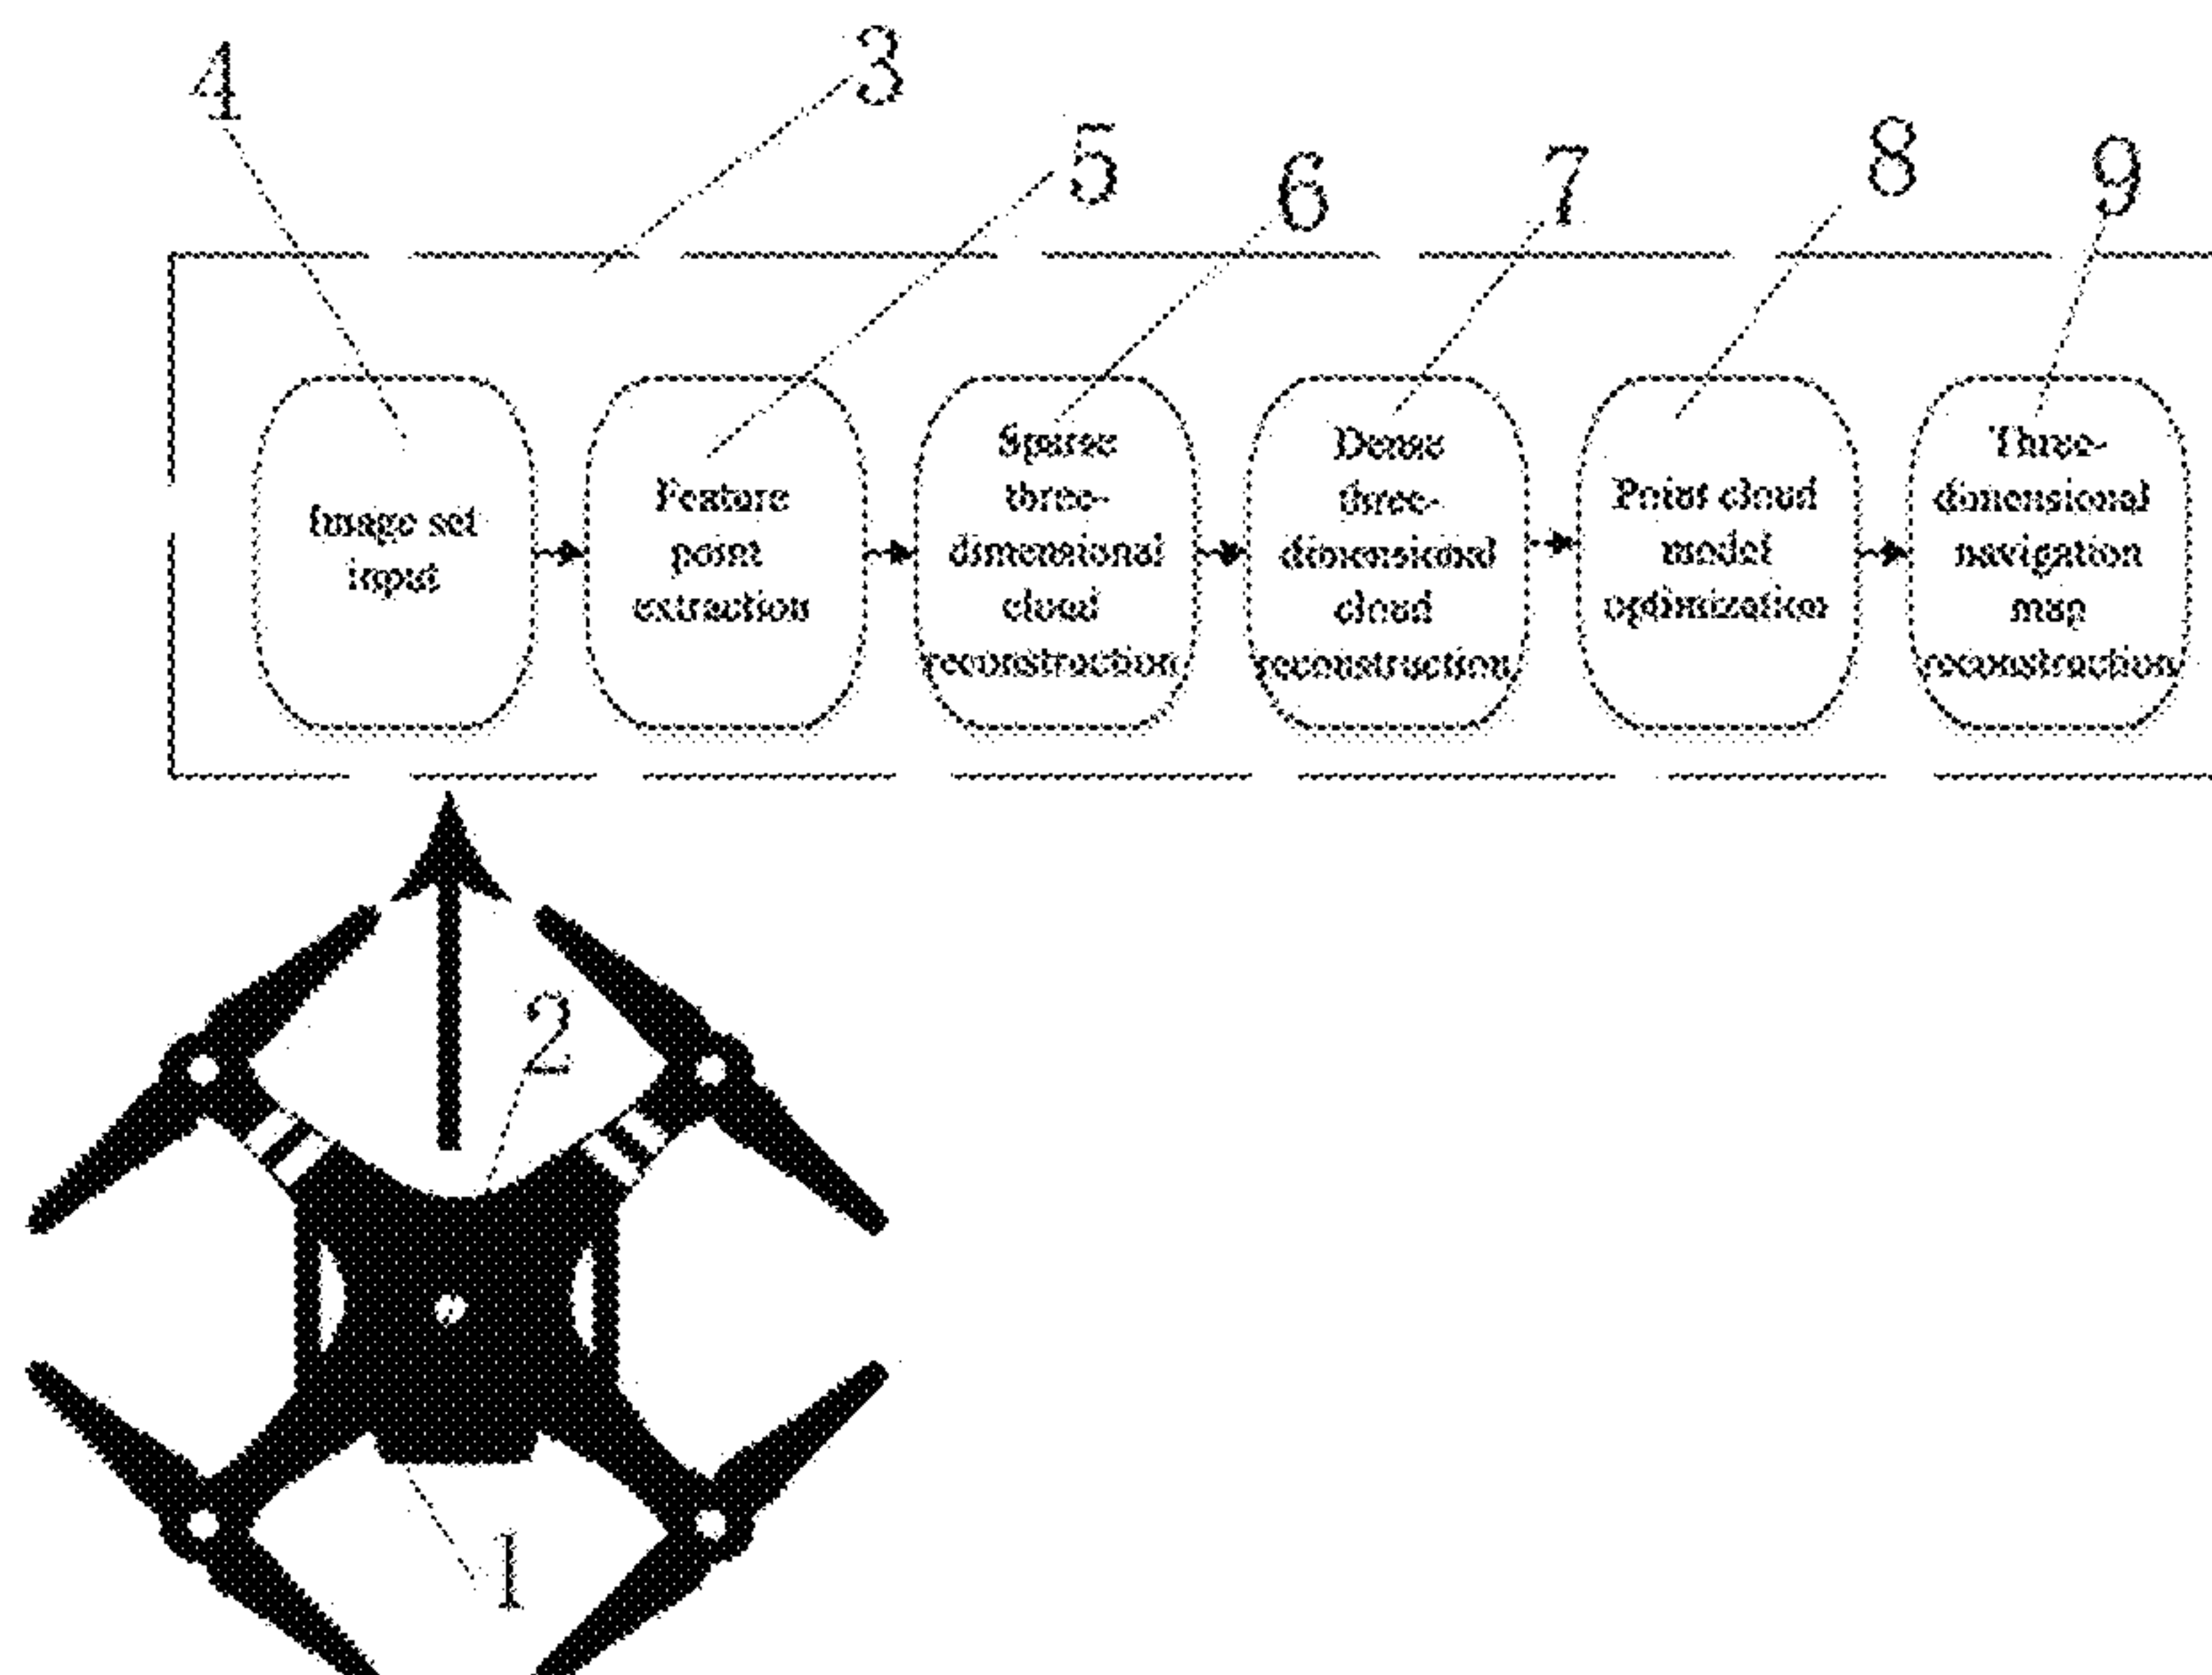 4
3
5
6
7
8
9
Image set
input
Feature
point
extraction
Sparse
three-
dimensional
cloud
reconstruction
Dense
three-
dimensional
cloud
reconstruction
Point cloud
model
optimization
Three-
dimensional
navigation
map
reconstruction
2
1